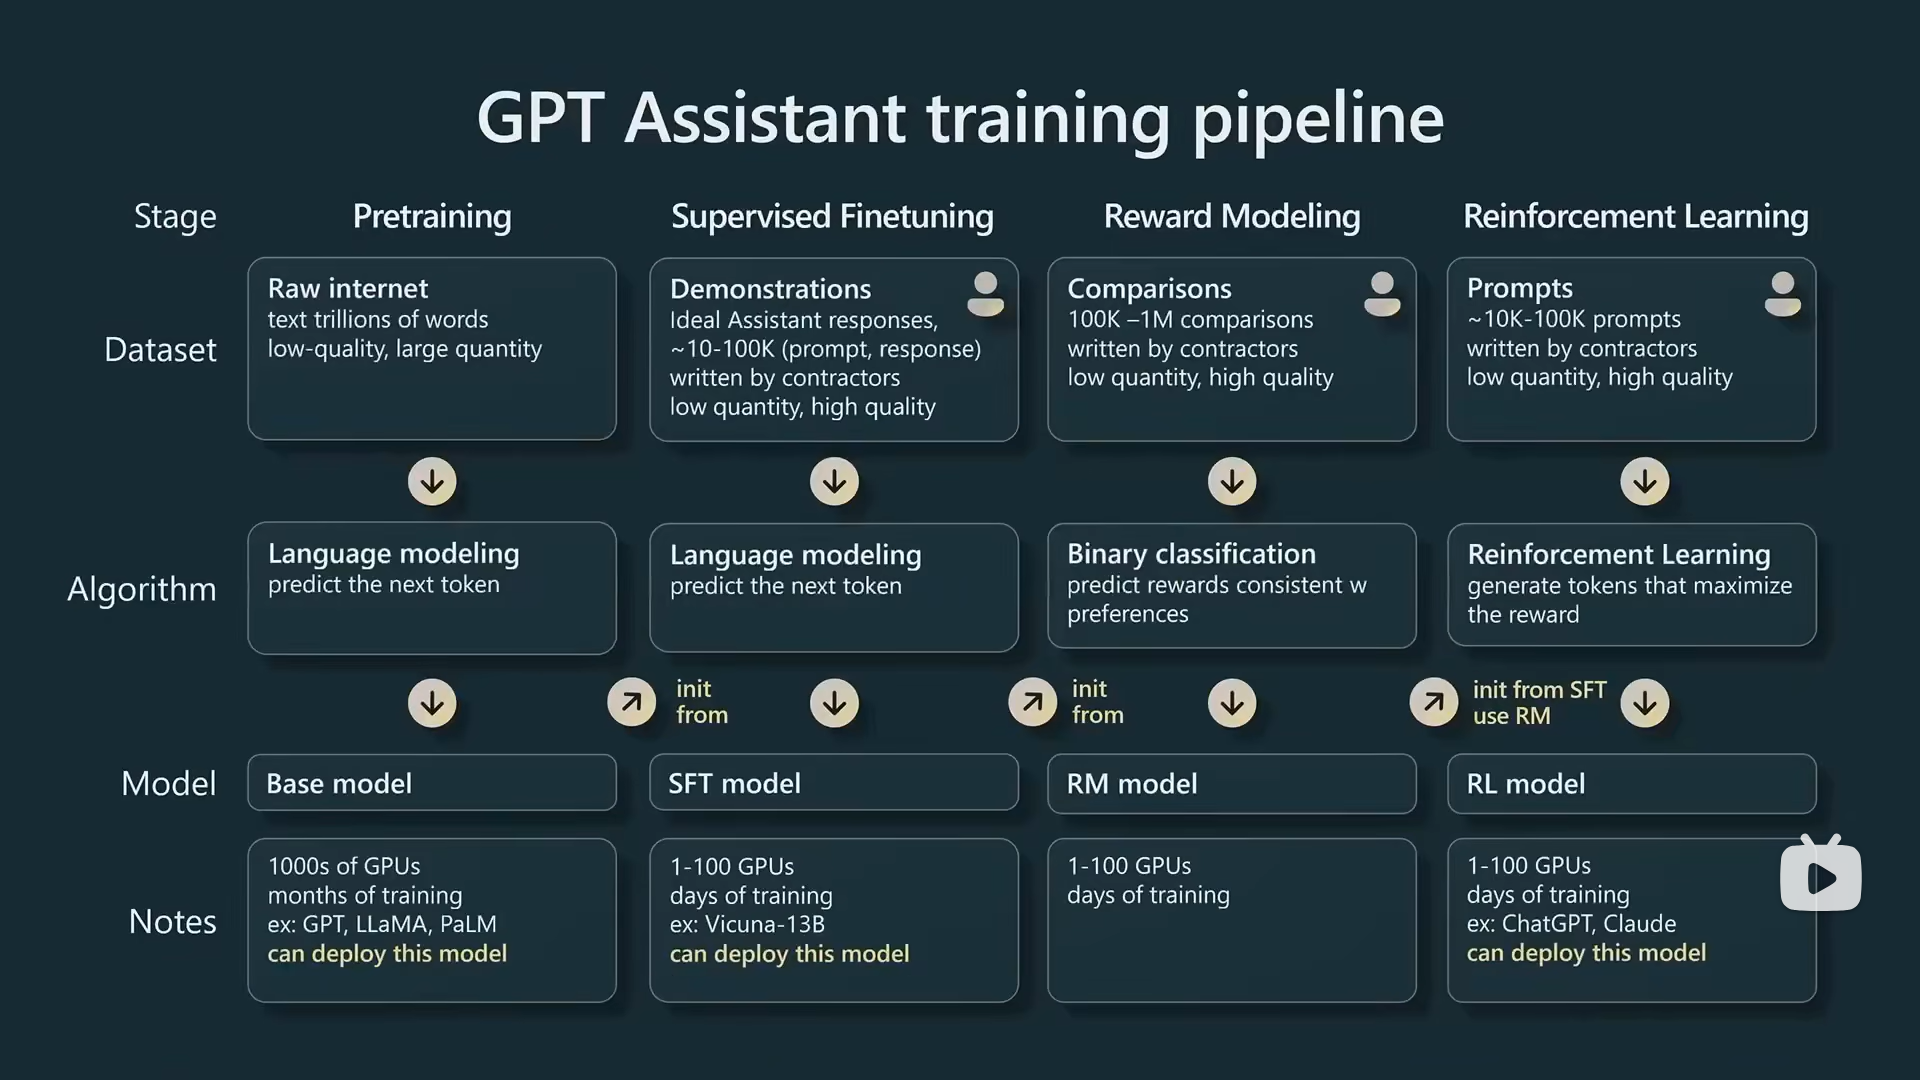 GPT Assistant training pipeline
Stage
Pretraining
Supervised Finetuning
Reward Modeling
Reinforcement Learning
Dataset
Raw internet
text trillions of words
low-quality, large quantity
Demonstrations
Ideal Assistant responses,
~10-100K (prompt, response)
written by contractors
low quantity, high quality
Comparisons
100K –1M comparisons
written by contractors
low quantity, high quality
Prompts
~10K-100K prompts
written by contractors
low quantity, high quality
Algorithm
Language modeling
predict the next token
Language modeling
predict the next token
Binary classification
predict rewards consistent w
preferences
Reinforcement Learning
generate tokens that maximize
the reward
init
from
init
from
init from SFT
use RM
Model
Base model
SFT model
RM model
RL model
Notes
1000s of GPUs
months of training
ex: GPT, LLaMA, PaLM
can deploy this model
1-100 GPUs
days of training
ex: Vicuna-13B
can deploy this model
1-100 GPUs
days of training
1-100 GPUs
days of training
ex: ChatGPT, Claude
can deploy this model